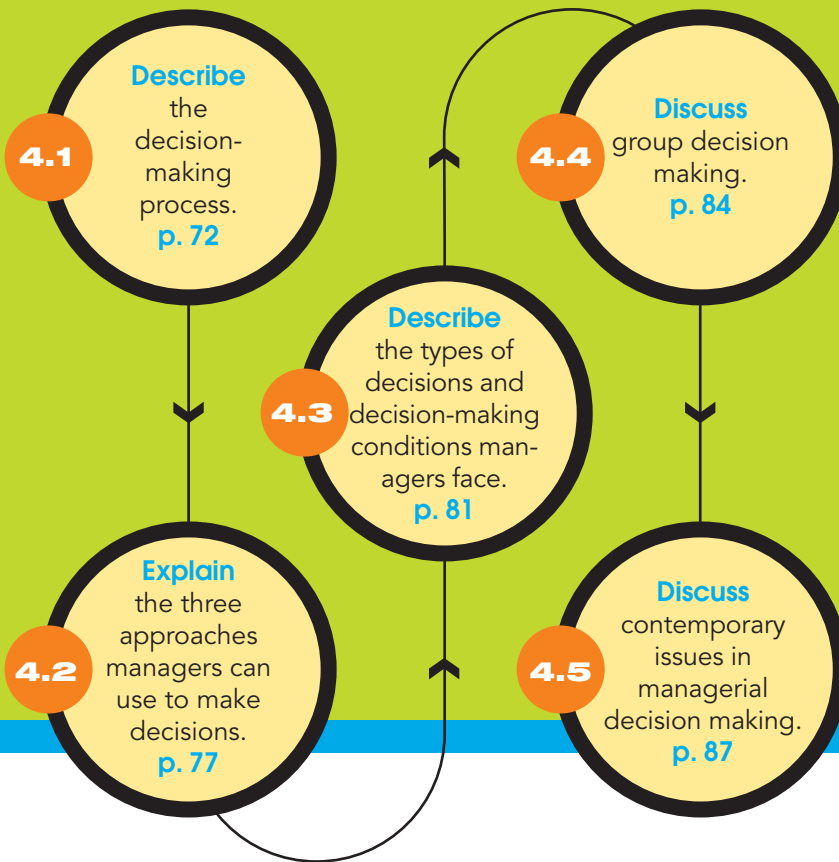 4.1
Describe
the
decision-
making
process.
p. 72
4.2
Explain
the three
approaches
managers can
use to make
decisions.
p. 77
4.3
Describe
the types of
decisions and
decision-making
conditions man-
agers face.
p. 81
4.4
Discuss
group decision
making.
p. 84
4.5
Discuss
contemporary
issues in
managerial
decision making.
p. 87